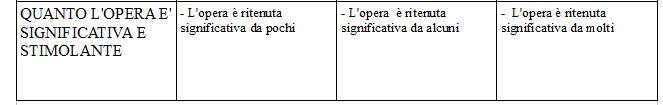 QUANTO L'OPERA E'
SIGNIFICATIVA E
STIMOLANTE
- L'opera è ritenuta
significativa da pochi
- L'opera  è ritenuta
significativa da alcuni
-  L'opera è ritenuta
significativa da molti